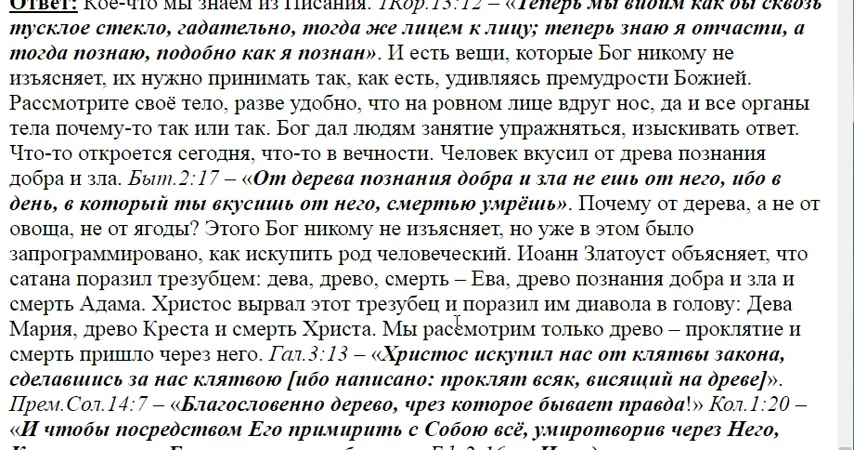 Ответ: Кое-что мы знаем из Писания. 1Кор.13:12 – «Теперь мы видим как бы сквозь
тусклое стекло, гадательно, тогда же лицем к лицу; теперь знаю я отчасти, а
тогда познаю, подобно как я познан». И есть вещи, которые Бог никому не
изъясняет, их нужно принимать так, как есть, удивляясь премудрости Божией.
Рассмотрите своё тело, разве удобно, что на ровном лице вдруг нос, да и все органы
тела почему-то так или так. Бог дал людям занятие упражняться, изыскивать ответ.
Что-то откроется сегодня, что-то в вечности. Человек вкусил от древа познания
добра и зла. Быт.2:17 – «От дерева познания добра и зла не ешь от него, ибо в
день, в который ты вкусишь от него, смертью умрёшь». Почему от дерева, а не от
овоща, не от ягоды? Этого Бог никому не изъясняет, но уже в этом было
запрограммировано, как искупить род человеческий. Иоанн Златоуст объясняет, что
сатана поразил трезубцем: дева, древо, смерть – Ева, древо познания добра и зла и
смерть Адама. Христос вырвал этот трезубец и поразил им диавола в голову: Дева
Мария, древо Креста и смерть Христа. Мы рассмотрим только древо – проклятие и
смерть пришло через него. Гал.3:13 – «Христос искупил нас от клятвы закона,
сделавшись за нас клятвою [ибо написано: проклят всяк, висящий на древе]».
Прем.Сол.14:7 – «Благословенно дерево, чрез которое бывает правда!» Кол.1:20 –
«И чтобы посредством Его примирить с Собою всё, умиротворив через Него,